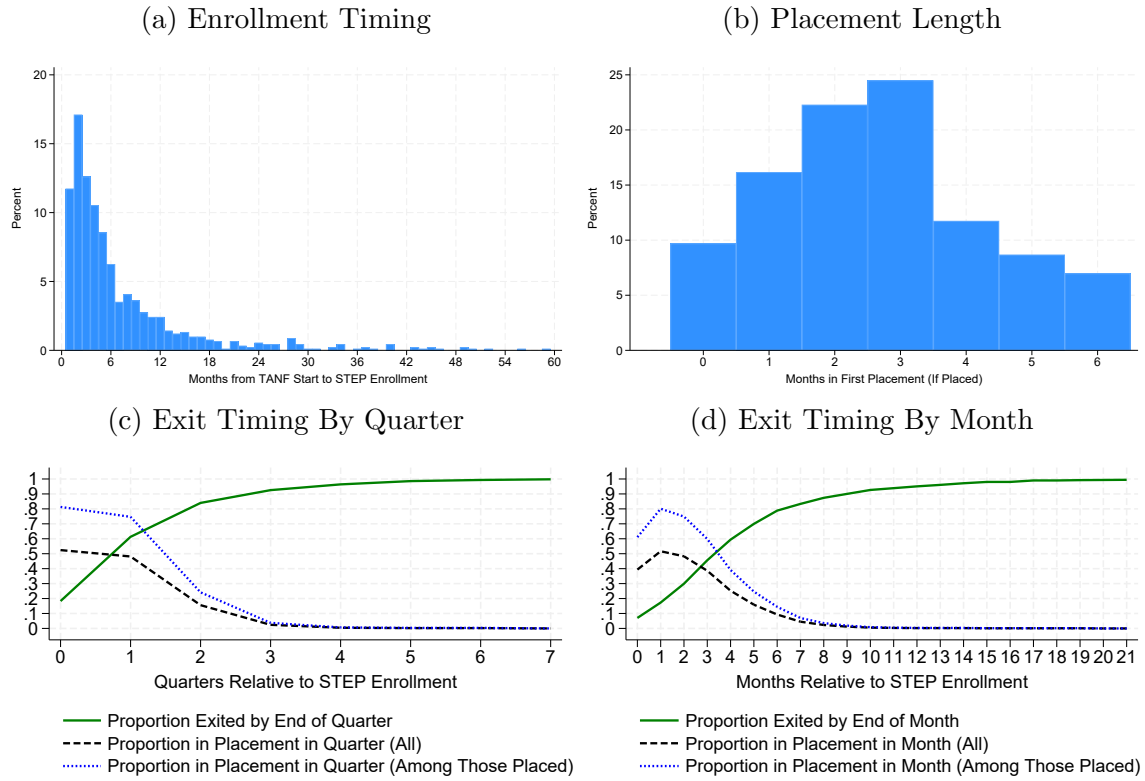 (a) Enrollment Timing
20
15
10
5
0
Percent
0 6 12 18 24 30 36 42 48 54 60
Months from TANF Start to STEP Enrollment
(b) Placement Length
25
20
15
10
5
0
Percent
0 1 2 3 4 5 6
Months in First Placement (If Placed)
(c) Exit Timing By Quarter
1
.9
.8
.7
.6
.5
.4
.3
.2
.1
0
0 1 2 3 4 5 6 7
Quarters Relative to STEP Enrollment
Proportion Exited by End of Quarter
Proportion in Placement in Quarter (All)
Proportion in Placement in Quarter (Among Those Placed)
(d) Exit Timing By Month
1
.9
.8
.7
.6
.5
.4
.3
.2
.1
0
0 1 2 3 4 5 6 7 8 9 10 11 12 13 14 15 16 17 18 19 20 21
Months Relative to STEP Enrollment
Proportion Exited by End of Month
Proportion in Placement in Month (All)
Proportion in Placement in Month (Among Those Placed)